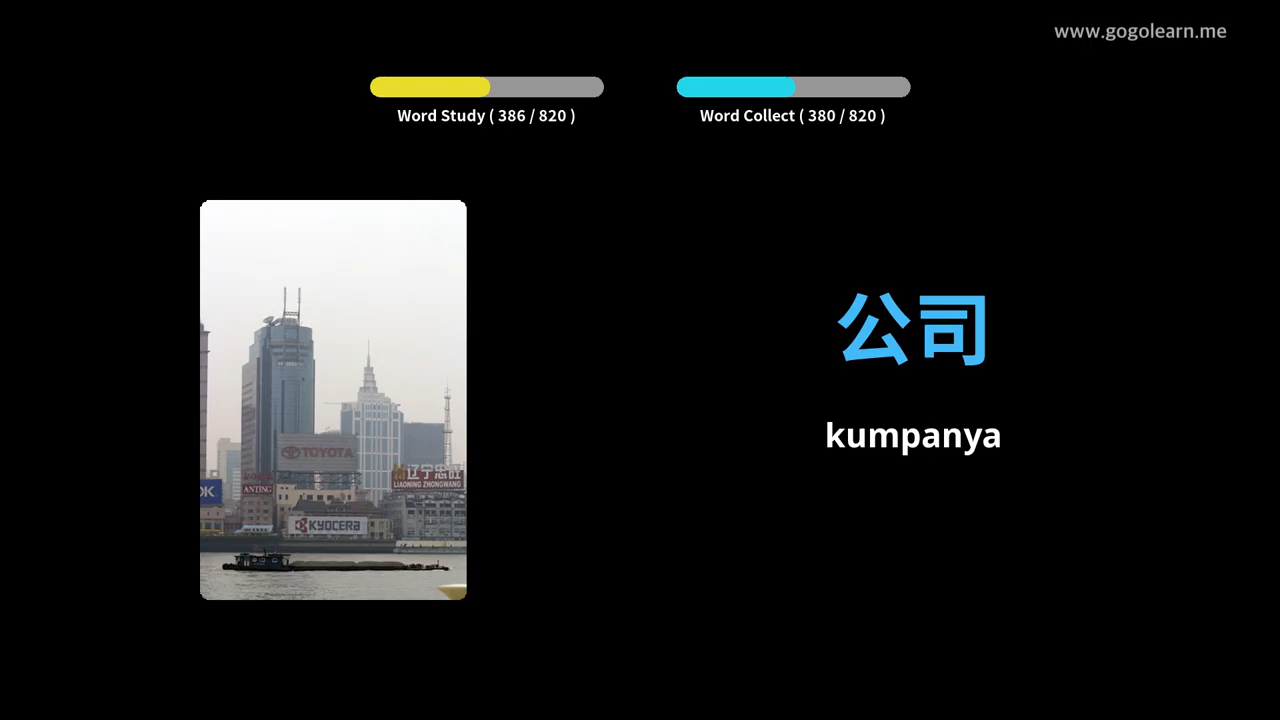 www.gogolearn.me
Word Study ( 386 / 820 )
Word Collect ( 380 / 820 )
公司
kumpanya
TOYOTA
辽宁忠旺
LIAONING ZHONGWANG
OK
ANTING
KYOCERA